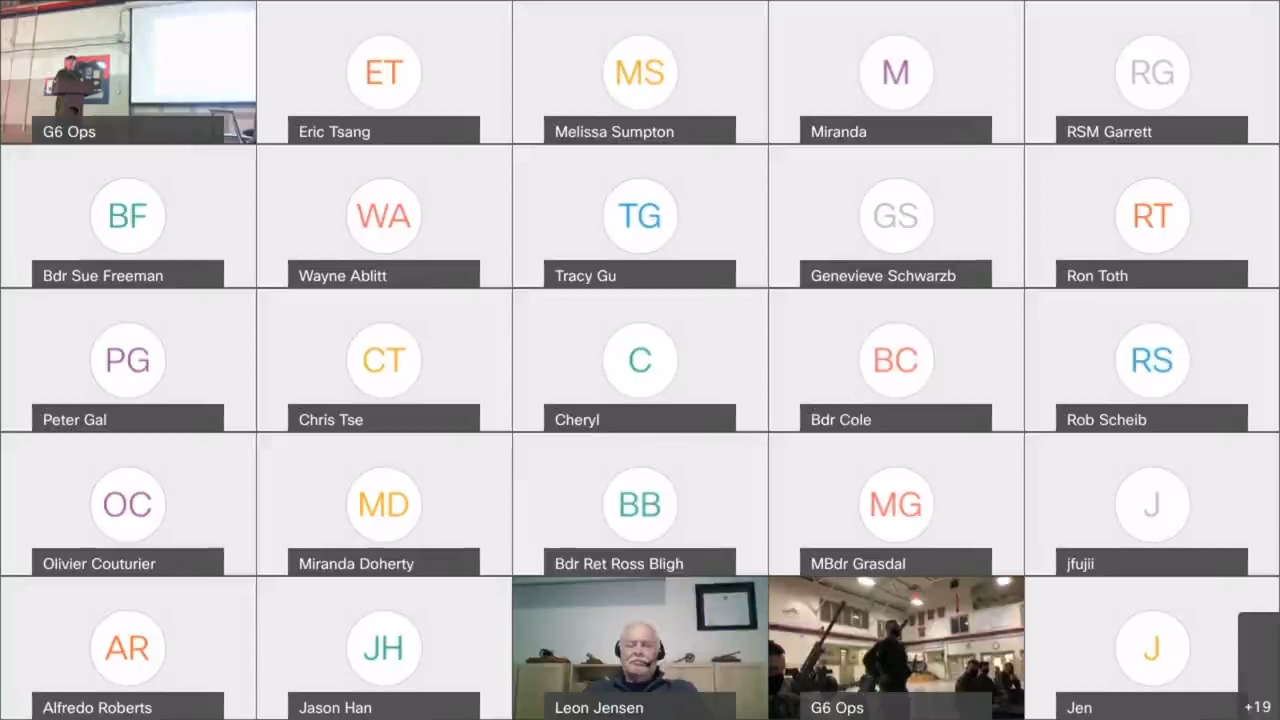 G6 Ops
ET
Eric Tsang
MS
Melissa Sumpton
M
Miranda
RG
RSM Garrett
BF
Bdr Sue Freeman
WA
Wayne Ablitt
TG
Tracy Gu
GS
Genevieve Schwarzb
RT
Ron Toth
PG
Peter Gal
CT
Chris Tse
C
Cheryl
BC
Bdr Cole
RS
Rob Scheib
OC
Olivier Couturier
MD
Miranda Doherty
BB
Bdr Ret Ross Bligh
MG
MBdr Grasdal
J
jfujii
AR
Alfredo Roberts
JH
Jason Han
Leon Jensen
G6 Ops
J
Jen
+19